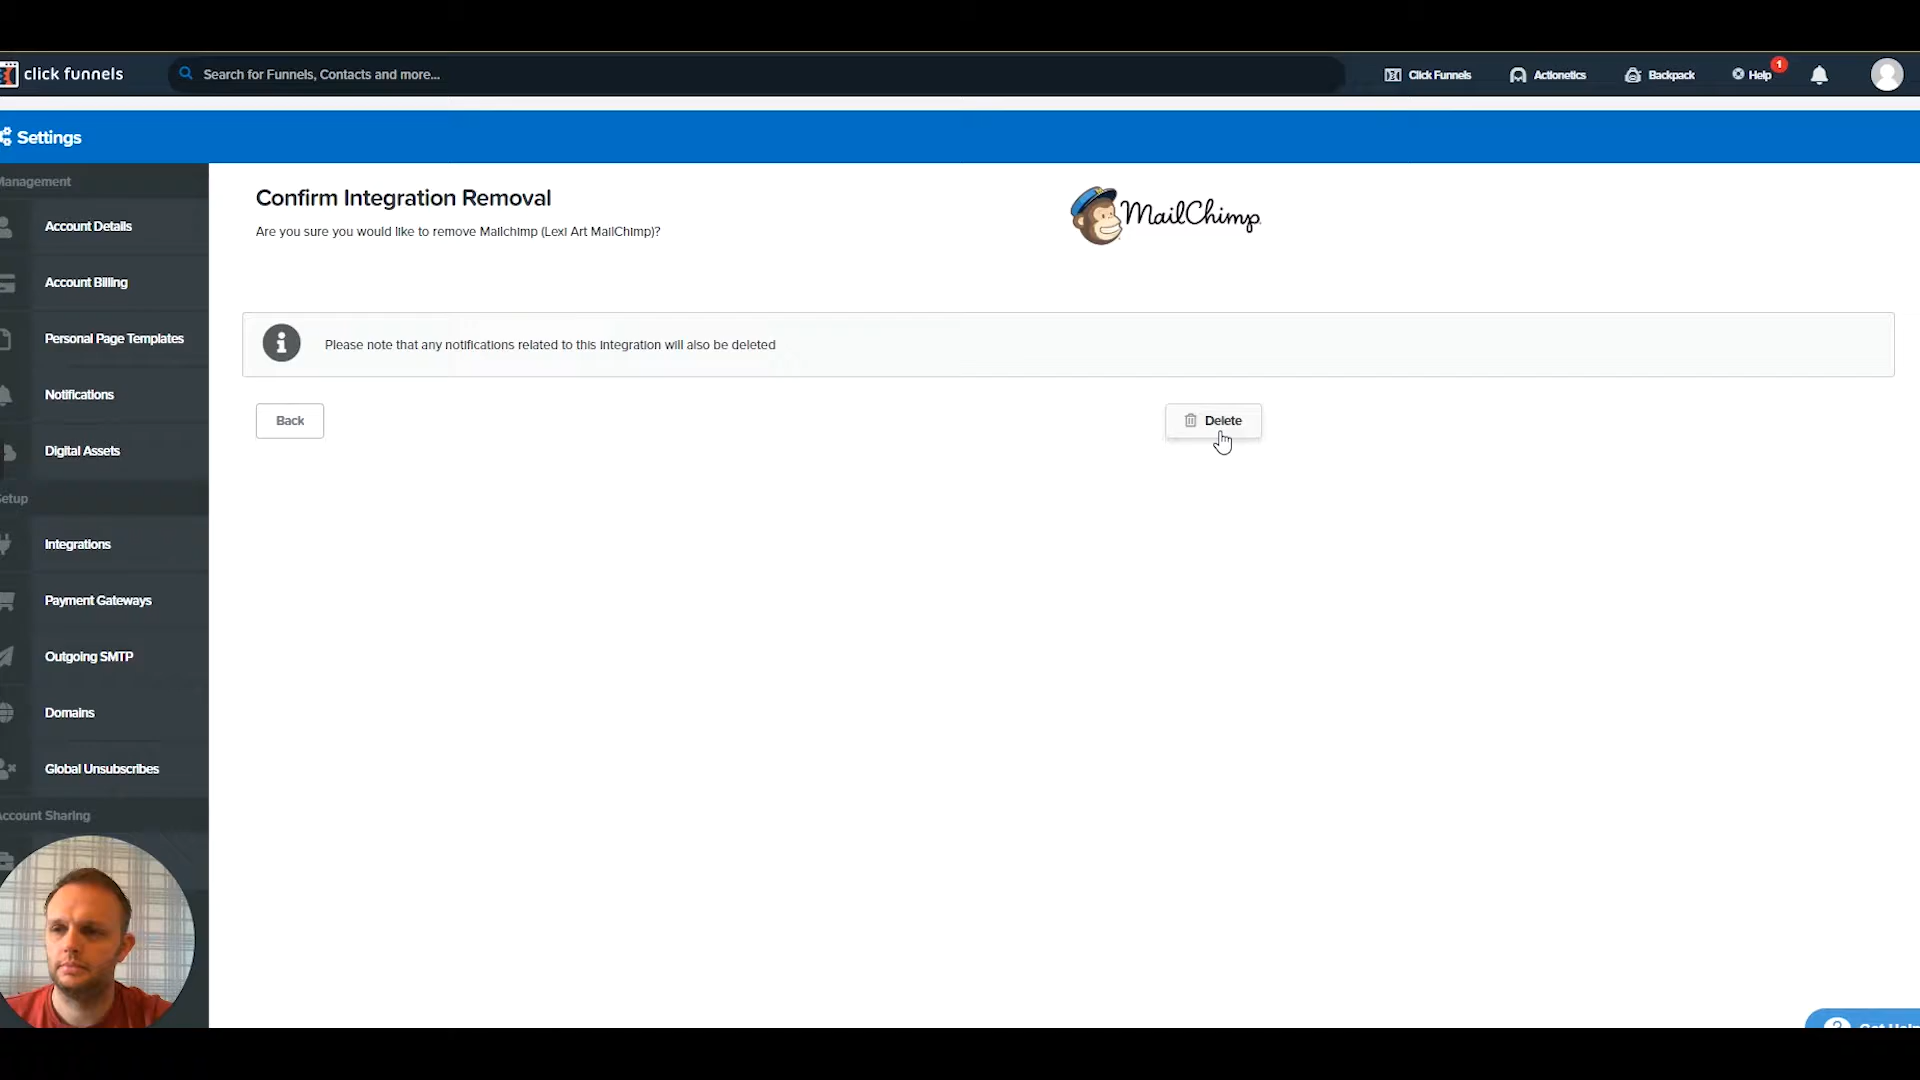 click funnels
Search for Funnels, Contacts and more...
Click Funnels
Actionetics
Backpack
Help
1
Settings
Management
Account Details
Account Billing
Personal Page Templates
Notifications
Digital Assets
Setup
Integrations
Payment Gateways
Outgoing SMTP
Domains
Global Unsubscribes
Account Sharing
Confirm Integration Removal
Are you sure you would like to remove Mailchimp (Lexi Art MailChimp)?
MailChimp
Please note that any notifications related to this integration will also be deleted
Back
Delete